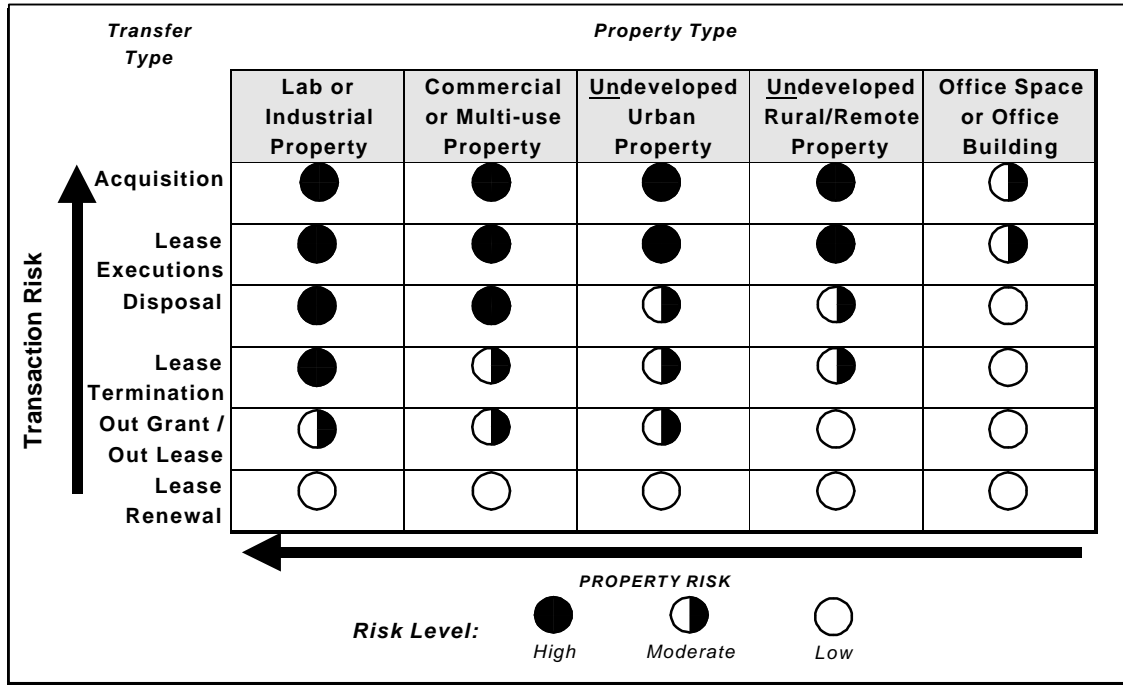 Transfer
Type
Property Type
Lab or
Industrial
Property
Commercial
or Multi-use
Property
Undeveloped
Urban
Property
Undeveloped
Rural/Remote
Property
Office Space
or Office
Building
Transaction Risk
Acquisition
Lease
Executions
Disposal
Lease
Termination
Out Grant /
Out Lease
Lease
Renewal
PROPERTY RISK
Risk Level:
High
Moderate
Low